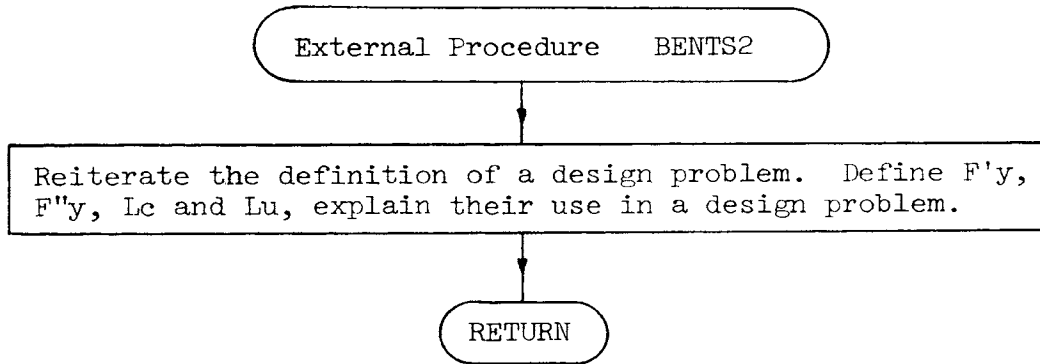 External Procedure BENTS2
Reiterate the definition of a design problem. Define F'y,
F"y, Lc and Lu, explain their use in a design problem.
RETURN